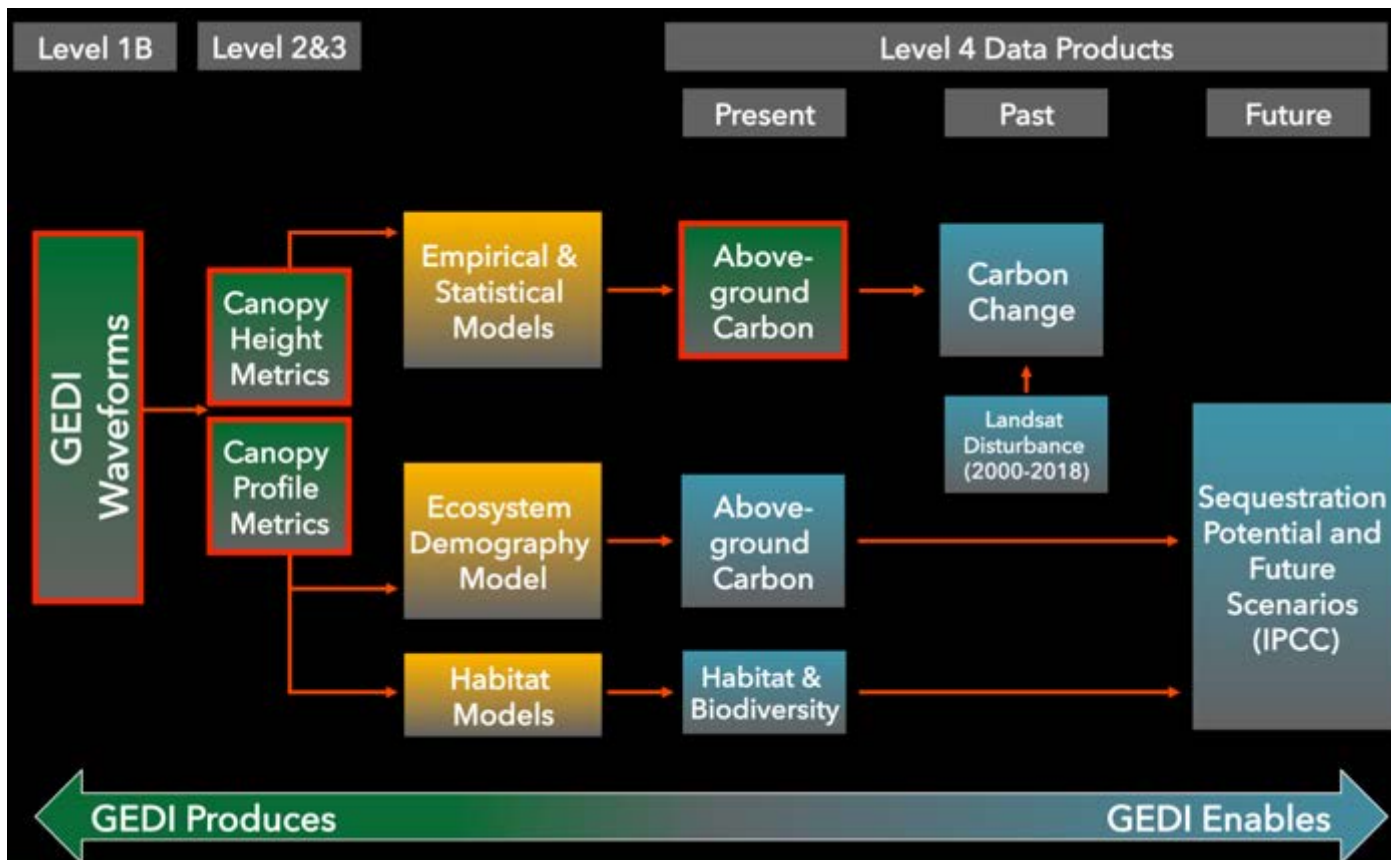 Level 1B
Level 2&3
Level 4 Data Products
Present
Past
Future
GEDI
Waveforms
Canopy
Height
Metrics
Canopy
Profile
Metrics
Empirical &
Statistical
Models
Ecosystem
Demography
Model
Habitat
Models
Above-
ground
Carbon
Above-
ground
Carbon
Habitat &
Biodiversity
Carbon
Change
Landsat
Disturbance
(2000-2018)
Sequestration
Potential and
Future
Scenarios
(IPCC)
GEDI Produces
GEDI Enables